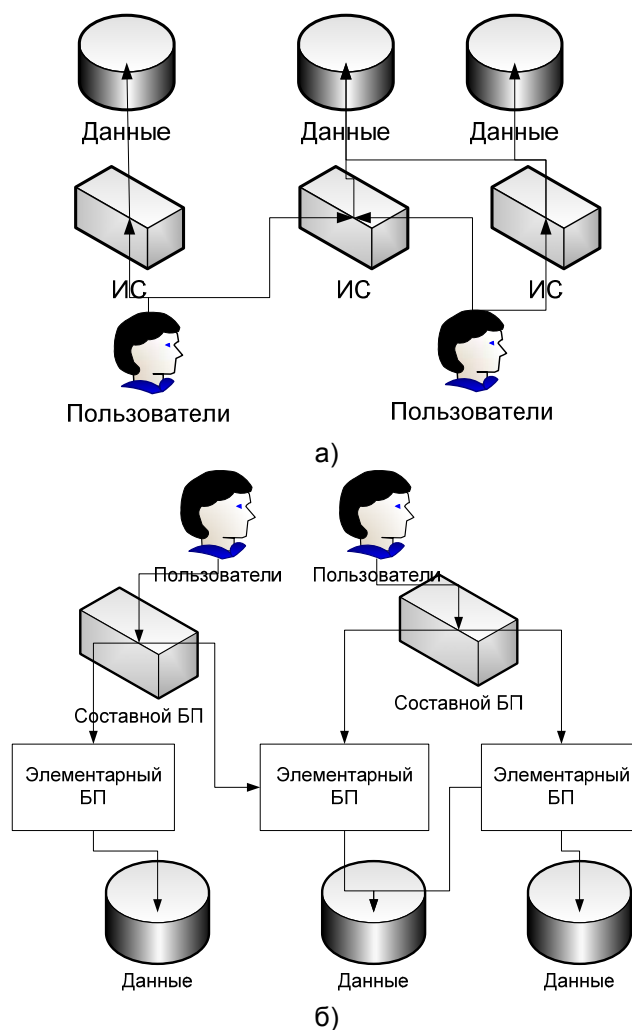 Данные
Данные
Данные
ИС
ИС
ИС
Пользователи
Пользователи
а)
Пользователи
Пользователи
Составной БП
Составной БП
Элементарный
БП
Элементарный
БП
Элементарный
БП
Данные
Данные
Данные
б)